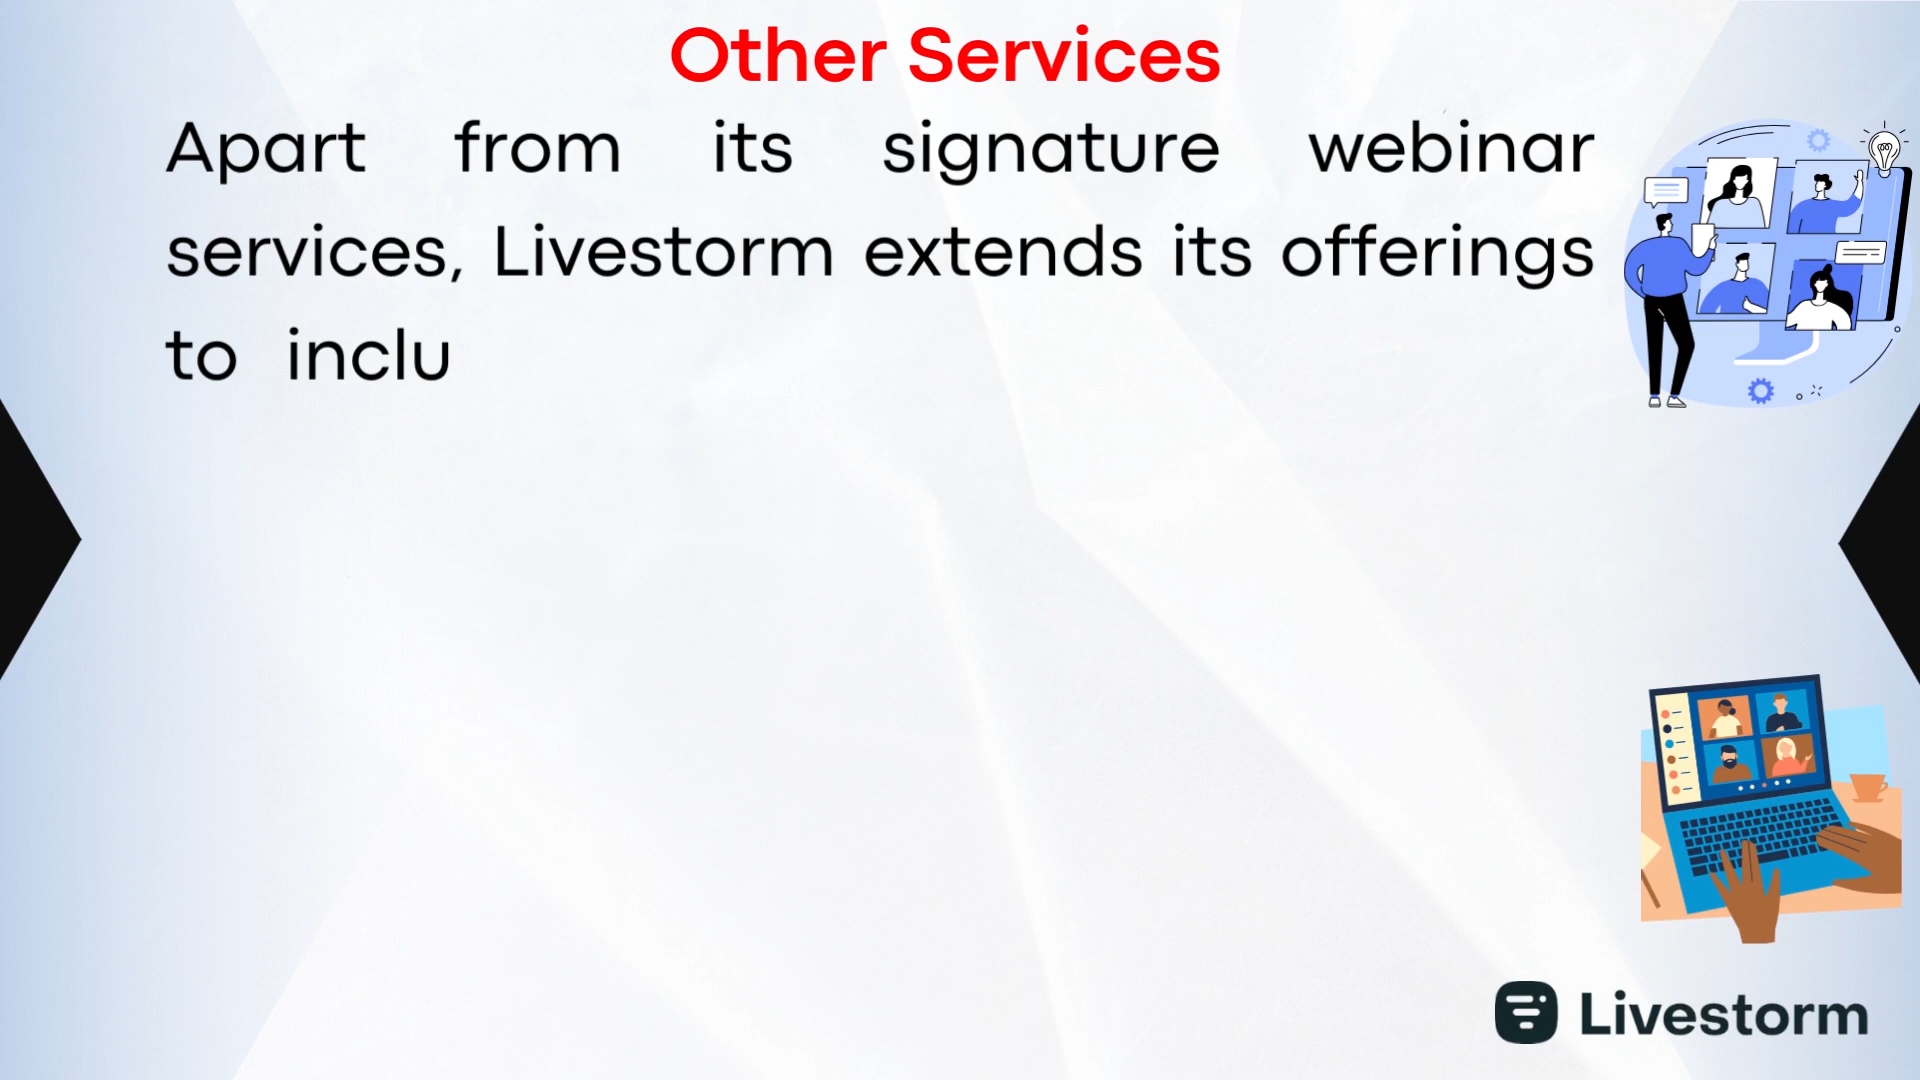 Other Services
Apart from its signature webinar
services, Livestorm extends its offerings
to inclu
Livestorm